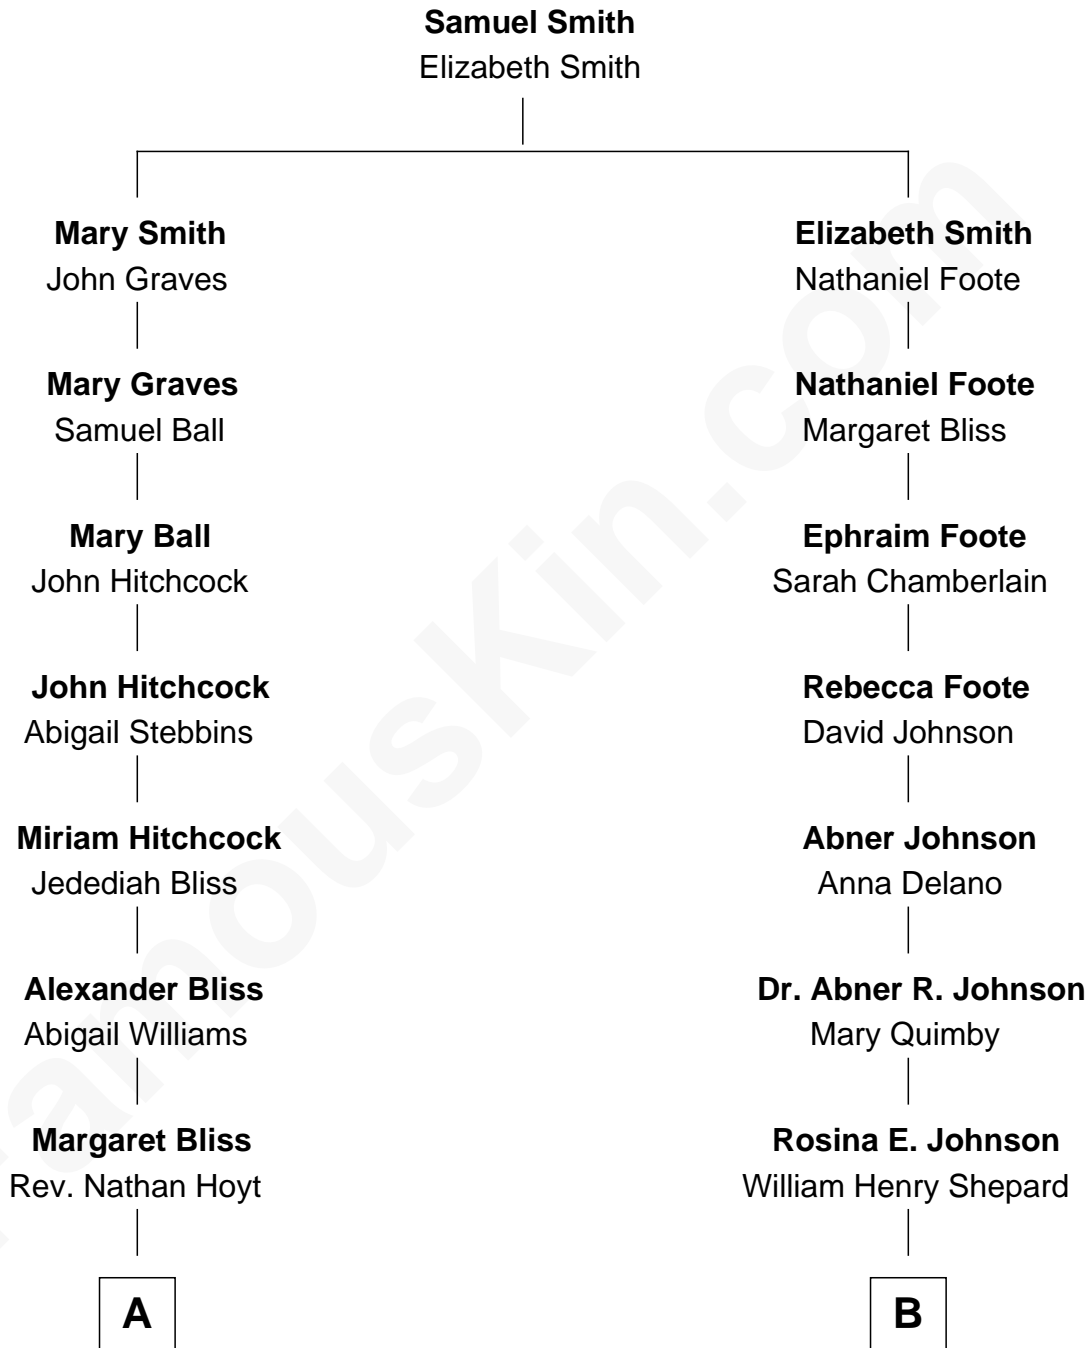 Samuel Smith
Elizabeth Smith
Mary Smith
John Graves
Mary Graves
Samuel Ball
Mary Ball
John Hitchcock
John Hitchcock
Abigail Stebbins
Miriam Hitchcock
Jedediah Bliss
Alexander Bliss
Abigail Williams
Margaret Bliss
Rev. Nathan Hoyt
A
Elizabeth Smith
Nathaniel Foote
Nathaniel Foote
Margaret Bliss
Ephraim Foote
Sarah Chamberlain
Rebecca Foote
David Johnson
Abner Johnson
Anna Delano
Dr. Abner R. Johnson
Mary Quimby
Rosina E. Johnson
William Henry Shepard
B
FamousKin.com